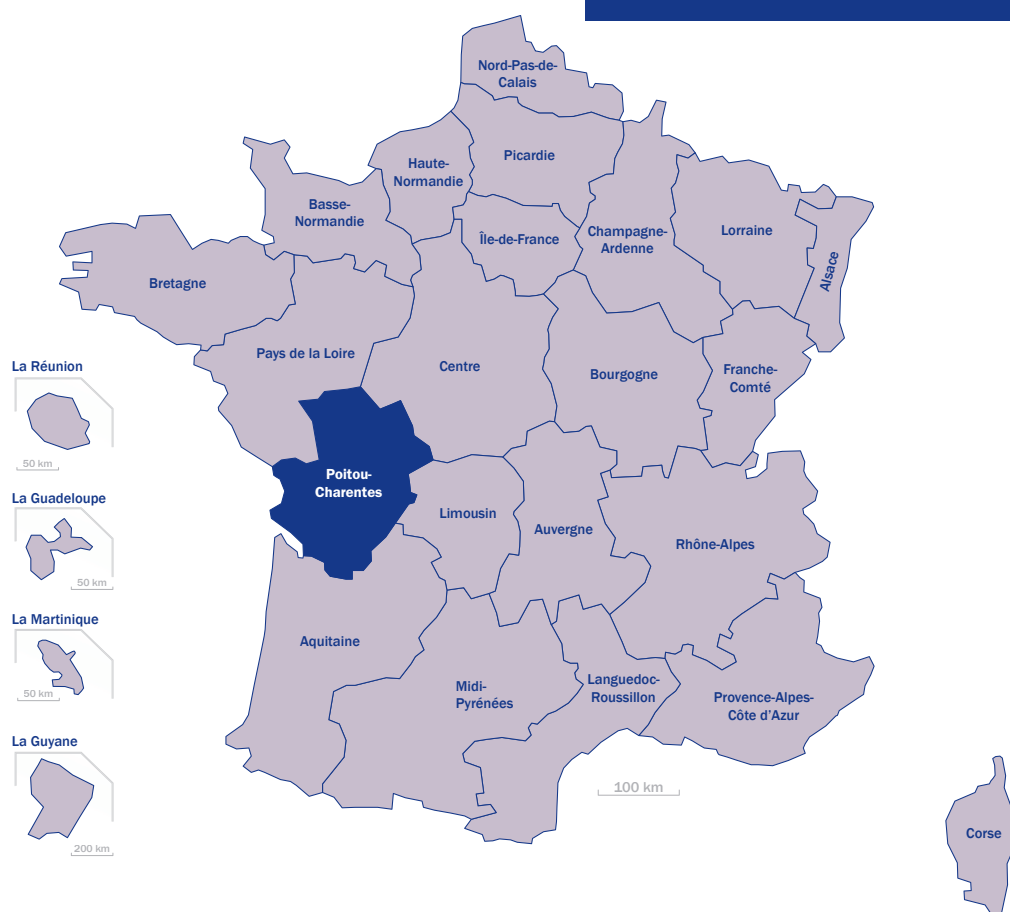 Nord-Pas-de-
Calais
Picardie
Haute-
Normandie
Basse-
Normandie
Île-de-France
Champagne-
Ardenne
Lorraine
Alsace
Bretagne
Pays de la Loire
Centre
Bourgogne
Franche-
Comté
La Réunion
50 km
Poitou-
Charentes
La Guadeloupe
50 km
Limousin
Auvergne
Rhône-Alpes
La Martinique
50 km
Aquitaine
Midi-
Pyrénées
Languedoc-
Roussillon
Provence-Alpes-
Côte d'Azur
La Guyane
200 km
100 km
Corse